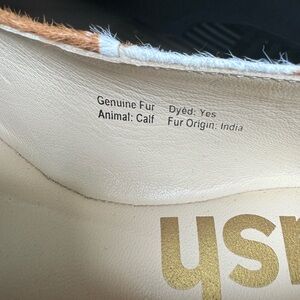 Genuine Fur Dyed: Yes
Animal: Calf Fur Origin: India